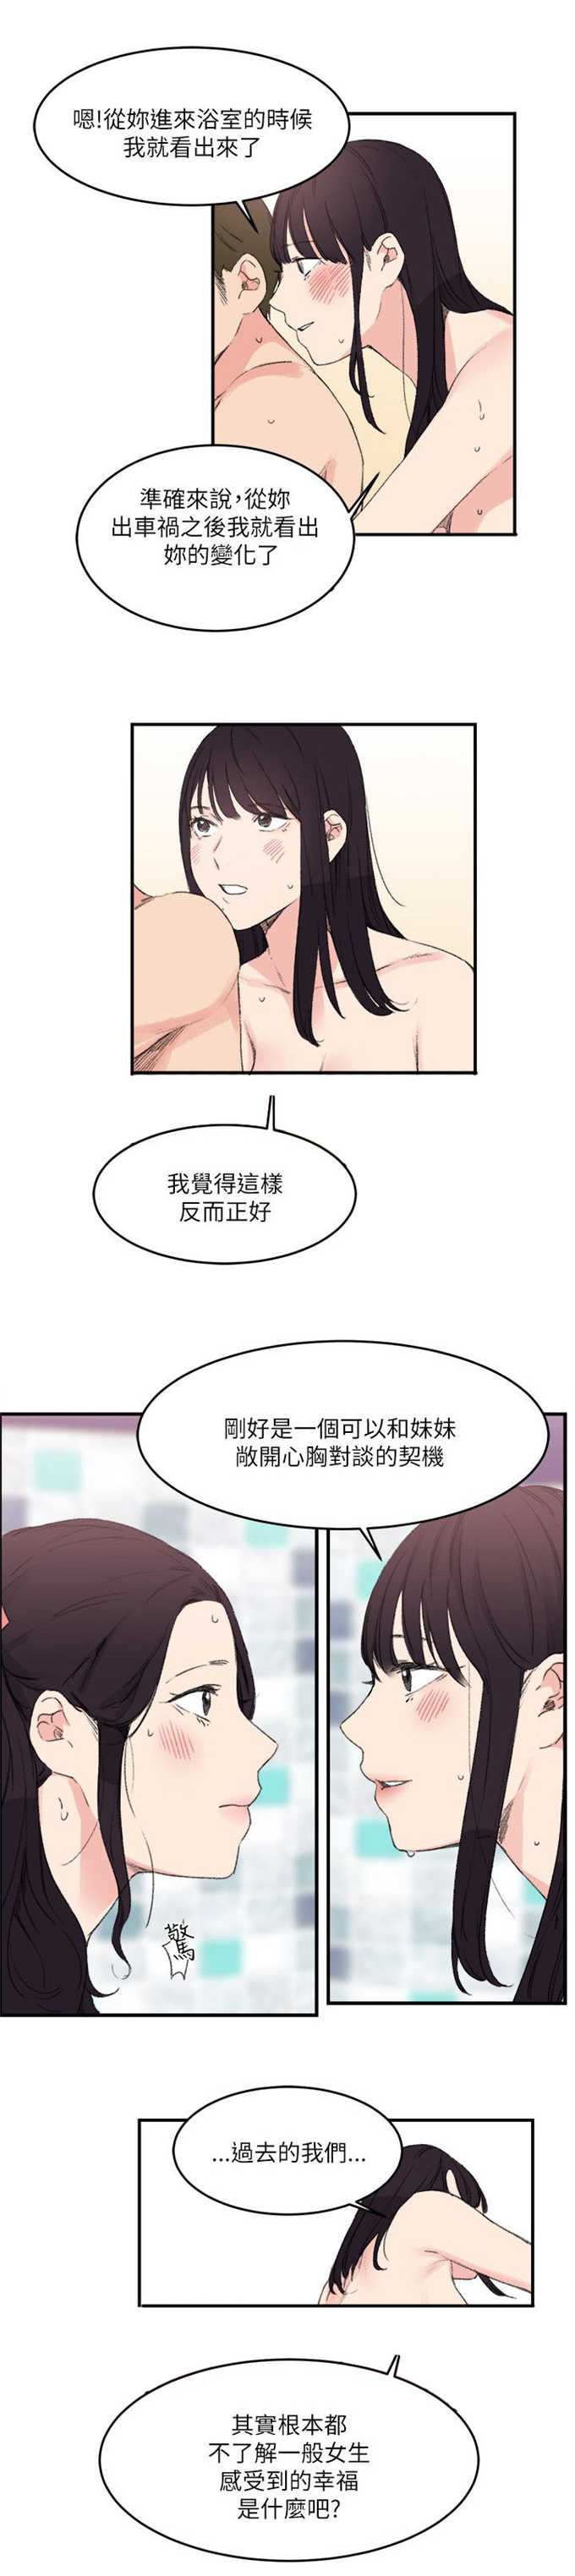 嗯!從妳進來浴室的時候
我就看出來了
準確來說,從妳
出車禍之後我就看出
妳的變化了
我覺得這樣
反而正好
剛好是一個可以和妹妹
敞開心胸對談的契機
驚
...過去的我們...
其實根本都
不了解一般女生
感受到的幸福
是什麼吧?